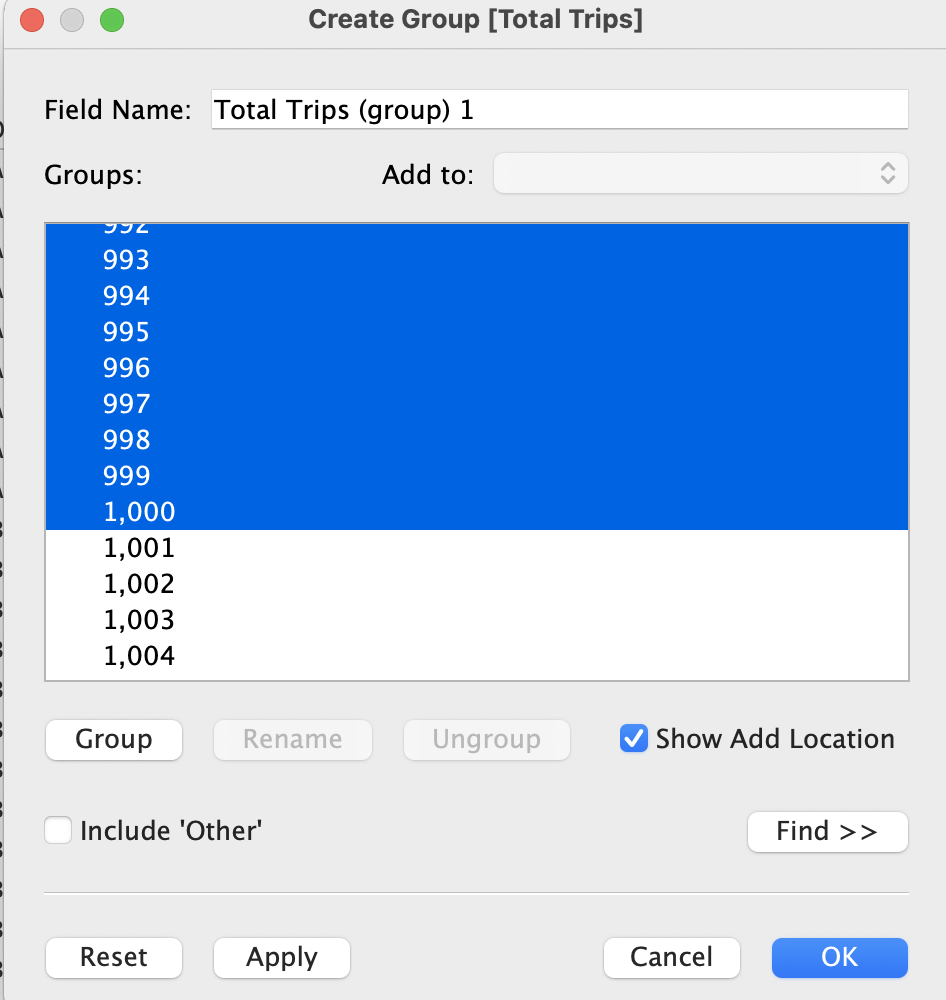 Create Group [Total Trips]
Field Name: Total Trips (group) 1
Groups: Add to:
992
993
994
995
996
997
998
999
1,000
1,001
1,002
1,003
1,004
Group Rename Ungroup Show Add Location
Include 'Other' Find >>
Reset Apply Cancel OK